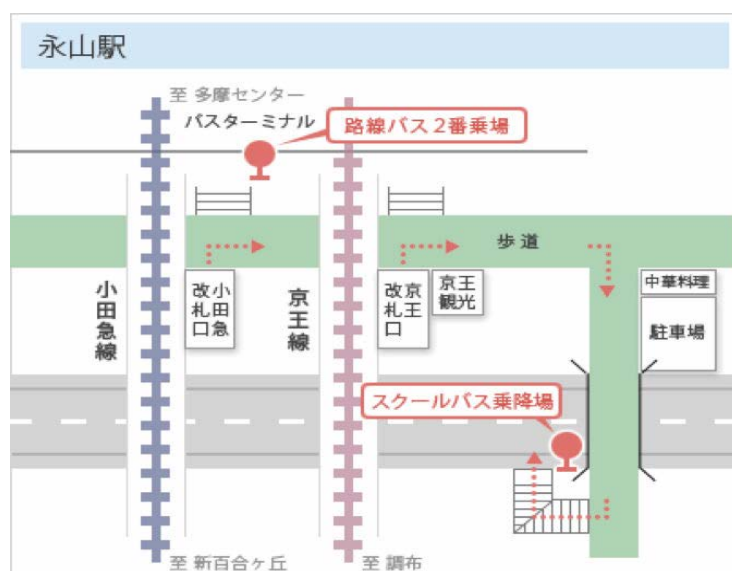 永山駅
至 多摩センター
バスターミナル
路線バス2番乗場
歩道
小田急線
小田急
改札口
京王線
京王
改札口
京王
観光
中華料理
駐車場
スクールバス乗降場
至 新百合ヶ丘
至 調布